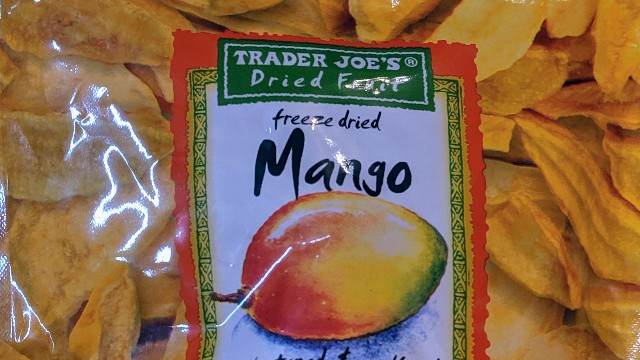 TRADER JOE'S®
Dried Fruit
freeze dried
Mango